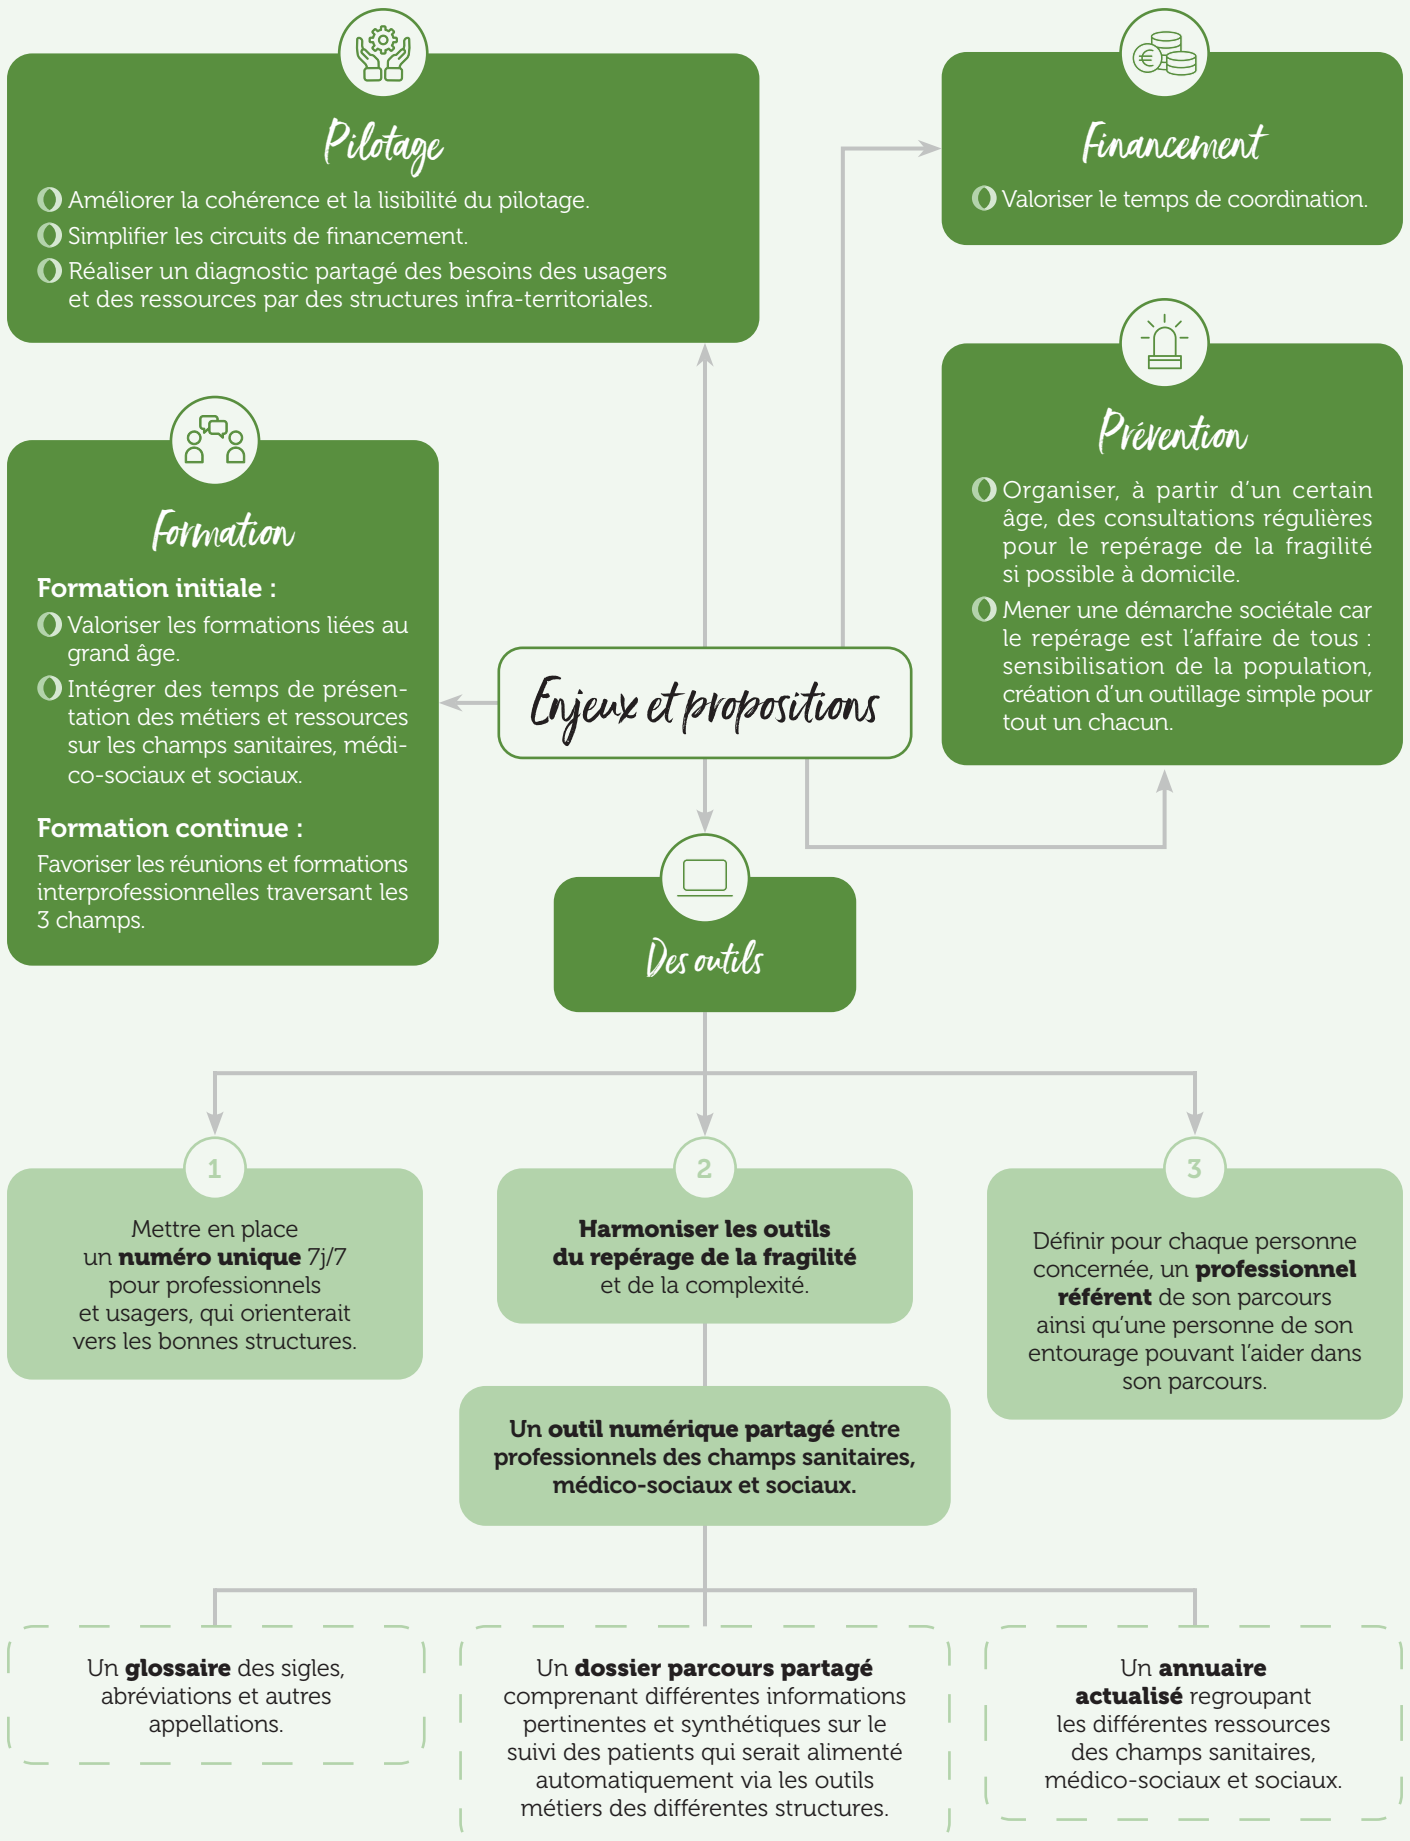 Pilotage
Améliorer la cohérence et la lisibilité du pilotage.
Simplifier les circuits de financement.
Réaliser un diagnostic partagé des besoins des usagers
et des ressources par des structures infra-territoriales.
Financement
Valoriser le temps de coordination.
Prévention
Organiser, à partir d’un certain
âge, des consultations régulières
pour le repérage de la fragilité
si possible à domicile.
Mener une démarche sociétale car
le repérage est l’affaire de tous :
sensibilisation de la population,
création d’un outillage simple pour
tout un chacun.
Formation
Formation initiale :
Valoriser les formations liées au
grand âge.
Intégrer des temps de présen-
tation des métiers et ressources
sur les champs sanitaires, médi-
co-sociaux et sociaux.
Formation continue :
Favoriser les réunions et formations
interprofessionnelles traversant les
3 champs.
Enjeux et propositions
Des outils
1
Mettre en place
un numéro unique 7j/7
pour professionnels
et usagers, qui orienterait
vers les bonnes structures.
2
Harmoniser les outils
du repérage de la fragilité
et de la complexité.
3
Définir pour chaque personne
concernée, un professionnel
référent de son parcours
ainsi qu’une personne de son
entourage pouvant l’aider dans
son parcours.
Un outil numérique partagé entre
professionnels des champs sanitaires,
médico-sociaux et sociaux.
Un glossaire des sigles,
abréviations et autres
appellations.
Un dossier parcours partagé
comprenant différentes informations
pertinentes et synthétiques sur le
suivi des patients qui serait alimenté
automatiquement via les outils
métiers des différentes structures.
Un annuaire
actualisé regroupant
les différentes ressources
des champs sanitaires,
médico-sociaux et sociaux.